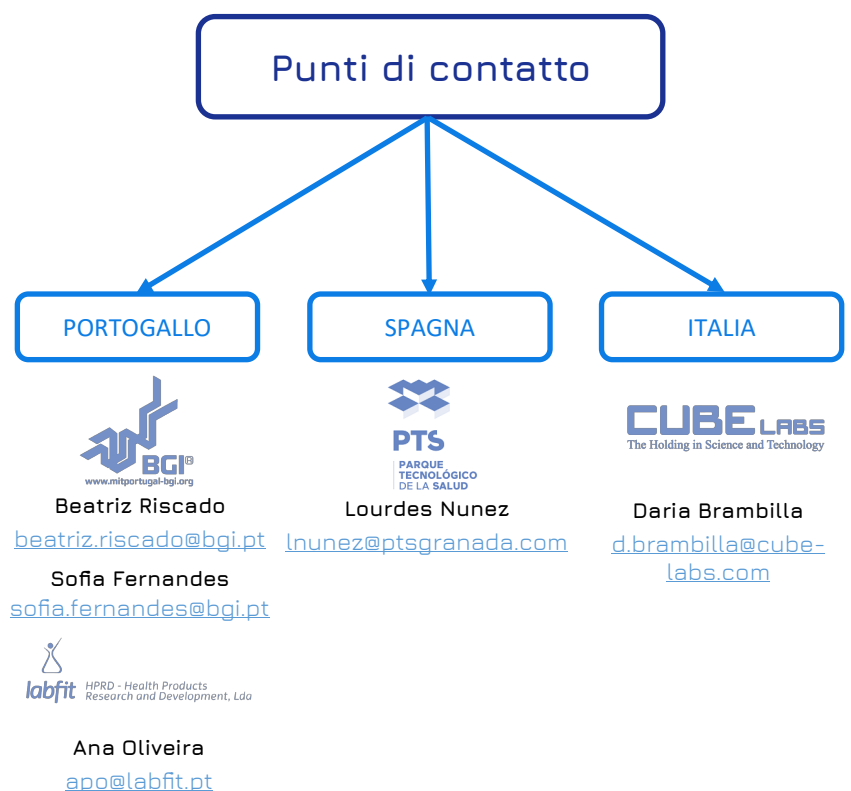 Punti di contatto
PORTOGALLO
SPAGNA
ITALIA
BGI®
www.mitportugal-bgi.org
Beatriz Riscado
beatriz.riscado@bgi.pt
Sofia Fernandes
sofia.fernandes@bgi.pt
labfit
HPRD - Health Products
Research and Development, Lda
Ana Oliveira
apo@labfit.pt
PTS
PARQUE
TECNOLÓGICO
DE LA SALUD
Lourdes Nunez
lnunez@ptsgranada.com
CUBE LABS
The Holding in Science and Technology
Daria Brambilla
d.brambilla@cube-
labs.com